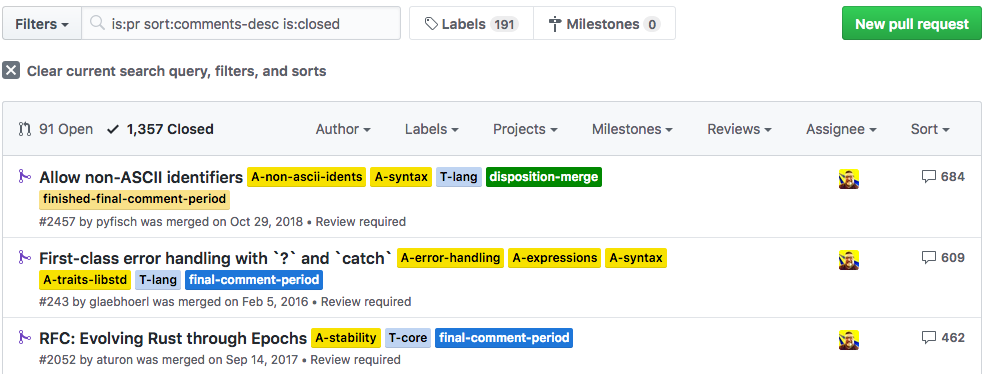 Filters is:pr sort:comments-desc is:closed Labels 191 Milestones 0 New pull request
Clear current search query, filters, and sorts
91 Open 1,357 Closed Author Labels Projects Milestones Reviews Assignee Sort
Allow non-ASCII identifiers A-non-ascii-idents A-syntax T-lang disposition-merge 684
finished-final-comment-period
#2457 by pyfisch was merged on Oct 29, 2018 • Review required
First-class error handling with `?` and `catch` A-error-handling A-expressions A-syntax 609
A-traits-libstd T-lang final-comment-period
#243 by glaebhoerl was merged on Feb 5, 2016 • Review required
RFC: Evolving Rust through Epochs A-stability T-core final-comment-period 462
#2052 by aturon was merged on Sep 14, 2017 • Review required